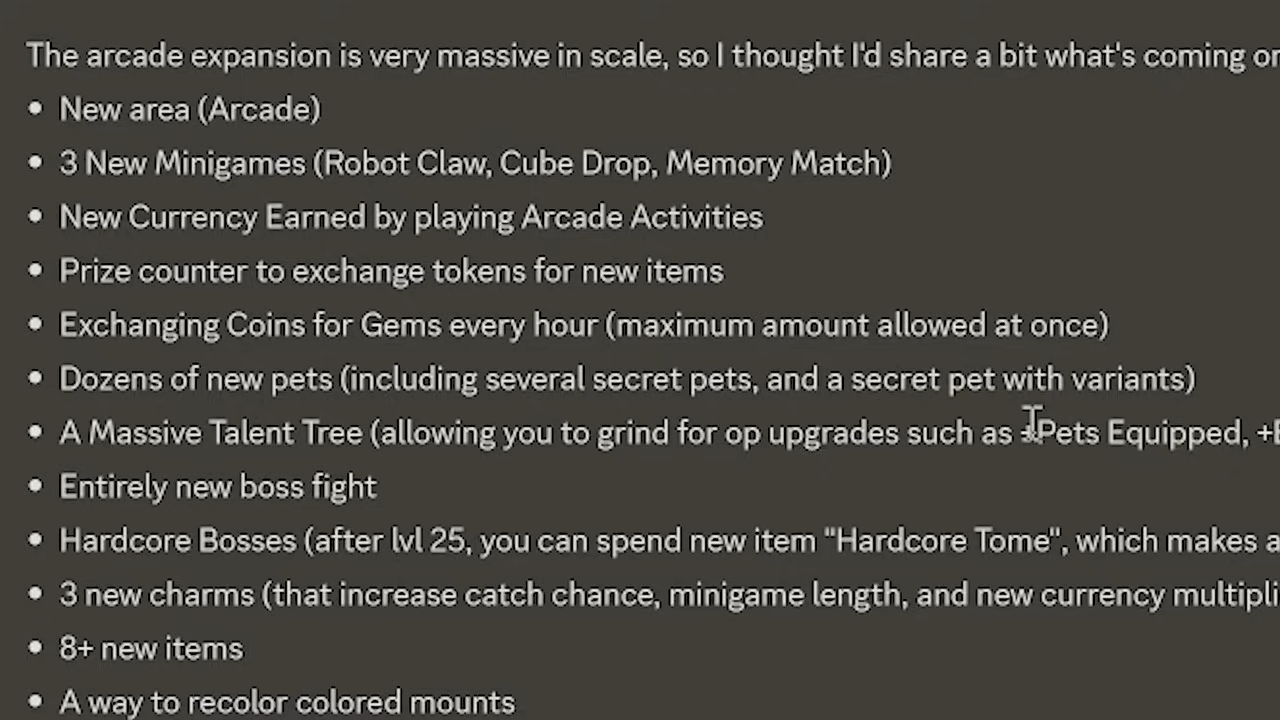 The arcade expansion is very massive in scale, so I thought I'd share a bit what's coming
• New area (Arcade)
• 3 New Minigames (Robot Claw, Cube Drop, Memory Match)
• New Currency Earned by playing Arcade Activities
• Prize counter to exchange tokens for new items
• Exchanging Coins for Gems every hour (maximum amount allowed at once)
• Dozens of new pets (including several secret pets, and a secret pet with variants)
• A Massive Talent Tree (allowing you to grind for op upgrades such as +Pets Equipped,
• Entirely new boss fight
• Hardcore Bosses (after lvl 25, you can spend new item "Hardcore Tome", which makes
• 3 new charms (that increase catch chance, minigame length, and new currency
• 8+ new items
• A way to recolor colored mounts